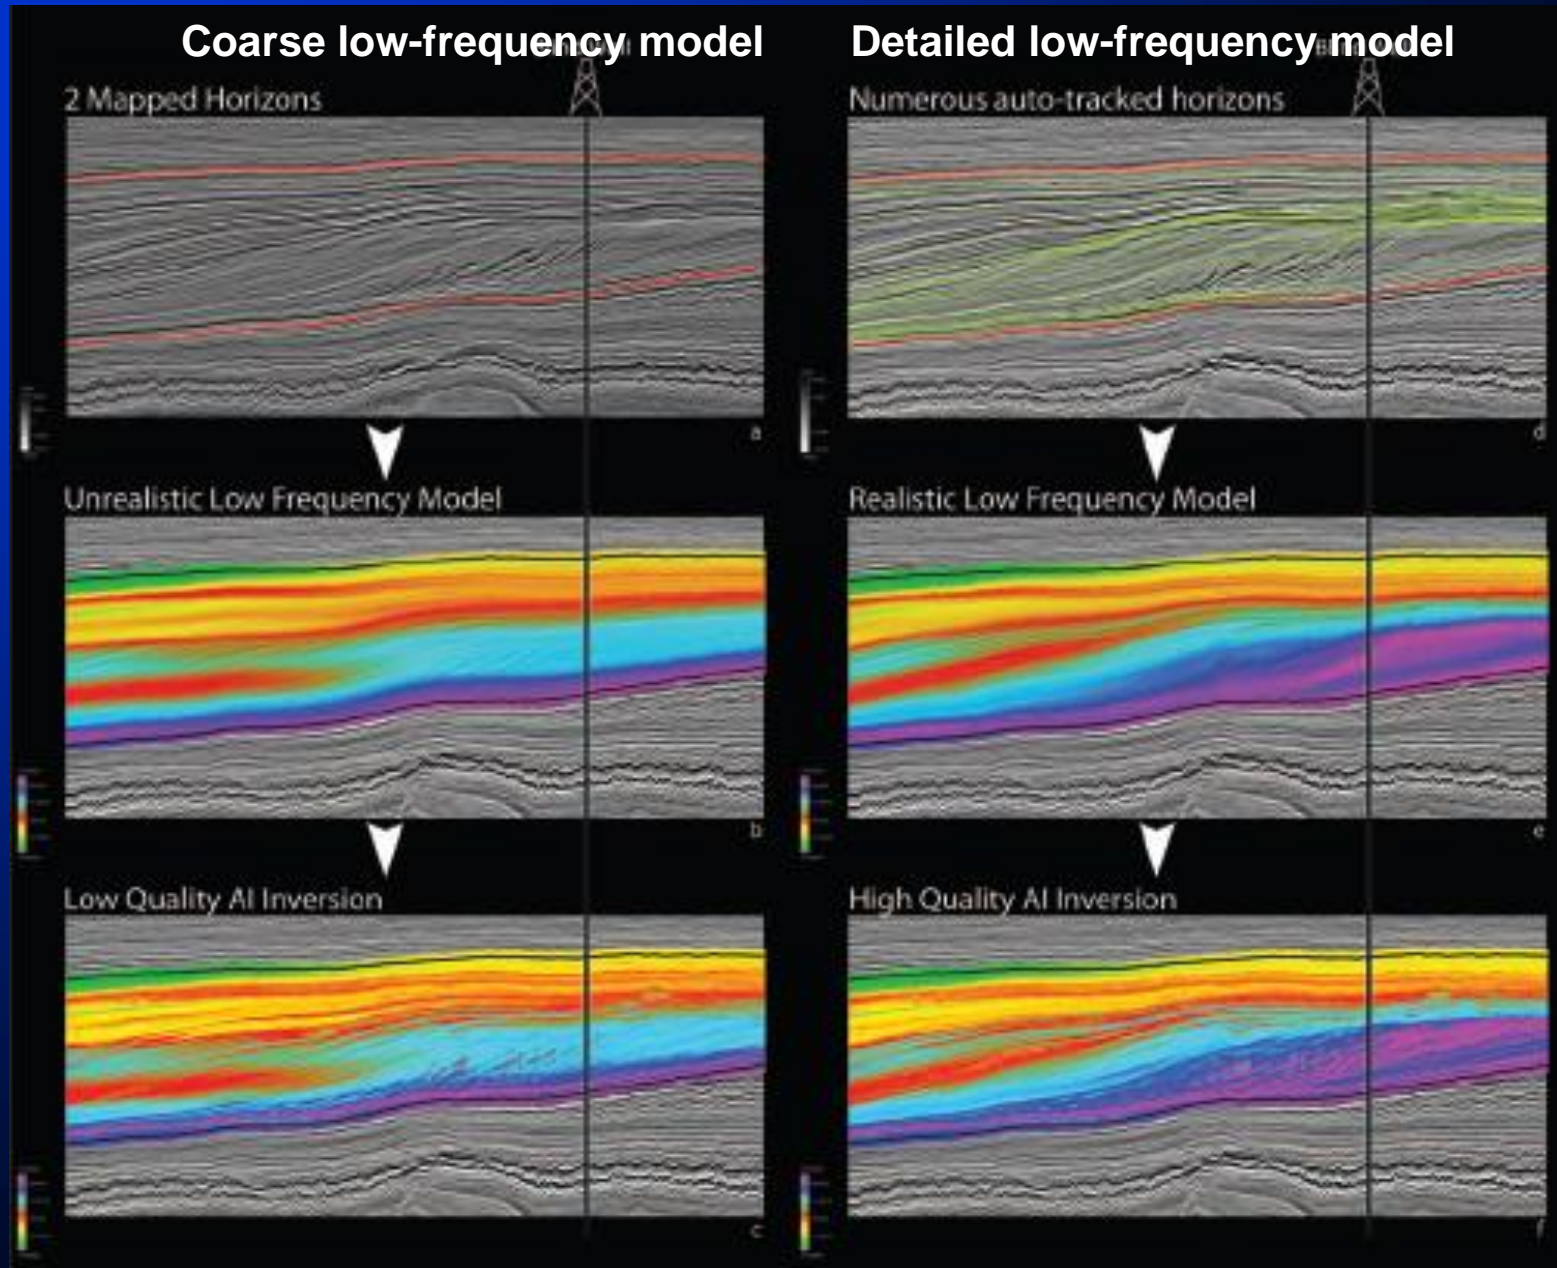 Coarse low-frequency model
Detailed low-frequency model
2 Mapped Horizons
Numerous auto-tracked horizons
a
d
Unrealistic Low Frequency Model
Realistic Low Frequency Model
b
e
Low Quality AI Inversion
High Quality AI Inversion
c
f